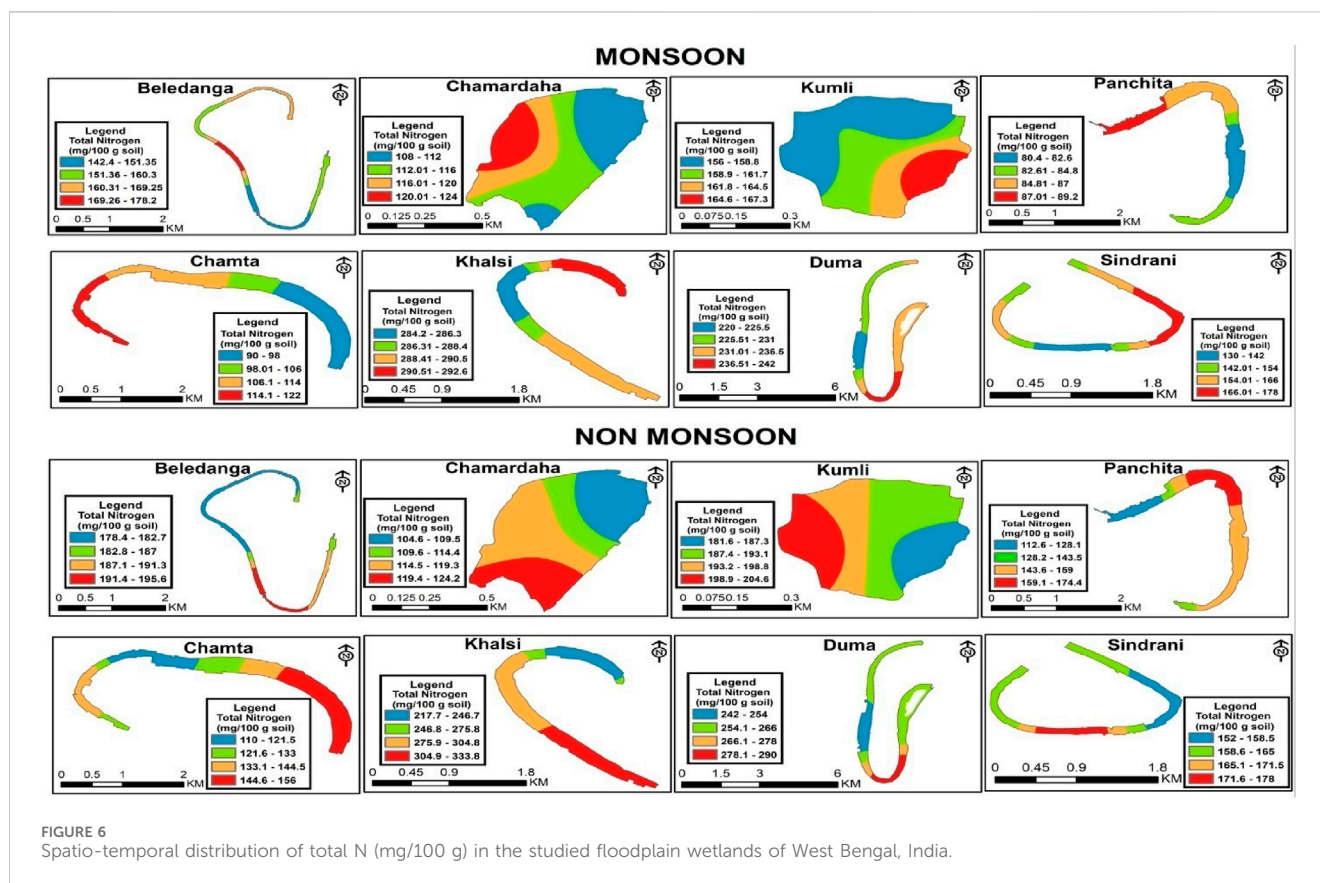 MONSOON
Beledanga
N
Legend
Total Nitrogen
(mg/100 g soil)
142.4 - 151.35
151.36 - 160.3
160.31 - 169.25
169.26 - 178.2
0 0.5 1 2
KM
Chamardaha
N
Legend
Total Nitrogen
(mg/100 g soil)
108 - 112
112.01 - 116
116.01 - 120
120.01 - 124
0 0.125 0.25 0.5
KM
Kumli
N
Legend
Total Nitrogen
(mg/100 g soil)
156 - 158.8
158.9 - 161.7
161.8 - 164.5
164.6 - 167.3
0 0.075 0.15 0.3
KM
Panchita
N
Legend
Total Nitrogen
(mg/100 g soil)
80.4 - 82.6
82.61 - 84.8
84.81 - 87
87.01 - 89.2
0 0.5 1 2
KM
Chamta
N
Legend
Total Nitrogen
(mg/100 g soil)
90 - 98
98.01 - 106
106.1 - 114
114.1 - 122
0 0.5 1 2
KM
Khalsi
N
Legend
Total Nitrogen
(mg/100 g soil)
284.2 - 286.3
286.31 - 288.4
288.41 - 290.5
290.51 - 292.6
0 0.45 0.9 1.8
KM
Duma
N
Legend
Total Nitrogen
(mg/100 g soil)
220 - 225.5
225.51 - 231
231.01 - 236.5
236.51 - 242
0 1.5 3 6
KM
Sindrani
N
Legend
Total Nitrogen
(mg/100 g soil)
130 - 142
142.01 - 154
154.01 - 166
166.01 - 178
0 0.45 0.9 1.8
KM
NON MONSOON
Beledanga
N
Legend
Total Nitrogen
(mg/100 g soil)
178.4 - 182.7
182.8 - 187
187.1 - 191.3
191.4 - 195.6
0 0.5 1 2
KM
Chamardaha
N
Legend
Total Nitrogen
(mg/100 g soil)
104.6 - 109.5
109.6 - 114.4
114.5 - 119.3
119.4 - 124.2
0 0.125 0.25 0.5
KM
Kumli
N
Legend
Total Nitrogen
(mg/100 g soil)
181.6 - 187.3
187.4 - 193.1
193.2 - 198.8
198.9 - 204.6
0 0.075 0.15 0.3
KM
Panchita
N
Legend
Total Nitrogen
(mg/100 g soil)
112.6 - 128.1
128.2 - 143.5
143.6 - 159
159.1 - 174.4
0 0.5 1 2
KM
Chamta
N
Legend
Total Nitrogen
(mg/100 g soil)
110 - 121.5
121.6 - 133
133.1 - 144.5
144.6 - 156
0 0.5 1 2
KM
Khalsi
N
Legend
Total Nitrogen
(mg/100 g soil)
217.7 - 246.7
246.8 - 275.8
275.9 - 304.8
304.9 - 333.8
0 0.45 0.9 1.8
KM
Duma
N
Legend
Total Nitrogen
(mg/100 g soil)
242 - 254
254.1 - 266
266.1 - 278
278.1 - 290
0 1.5 3 6
KM
Sindrani
N
Legend
Total Nitrogen
(mg/100 g soil)
152 - 158.5
158.6 - 165
165.1 - 171.5
171.6 - 178
0 0.45 0.9 1.8
KM
FIGURE 6
Spatio-temporal distribution of total N (mg/100 g) in the studied floodplain wetlands of West Bengal, India.